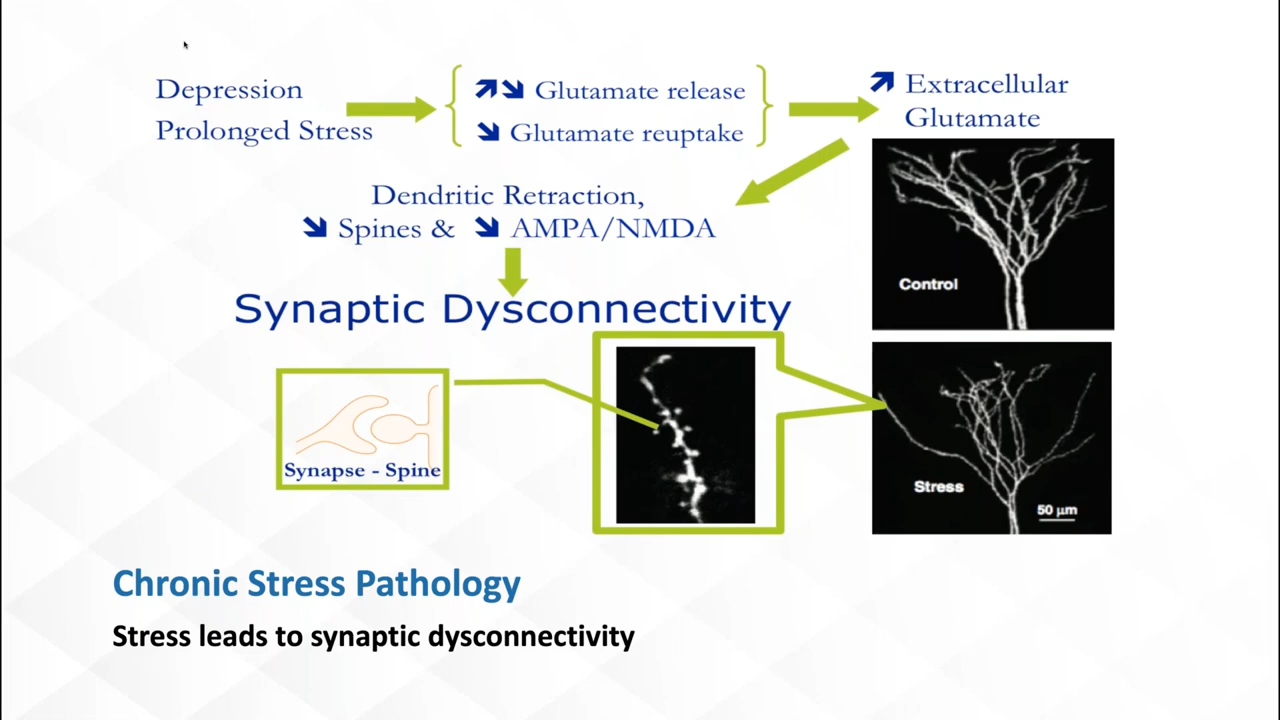 Depression
Prolonged Stress
Glutamate release
Glutamate reuptake
Extracellular
Glutamate
Dendritic Retraction,
Spines & AMPA/NMDA
Synaptic Dysconnectivity
Control
Synapse - Spine
Stress
50 µm
Chronic Stress Pathology
Stress leads to synaptic dysconnectivity